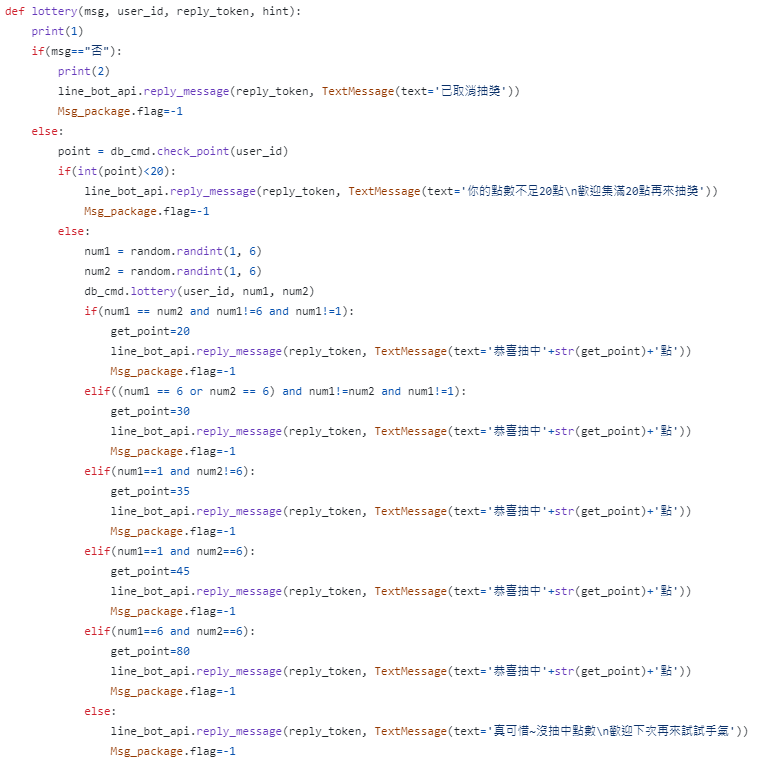 def lottery(msg, user_id, reply_token, hint):
    print(1)
    if(msg=="否"):
        print(2)
        line_bot_api.reply_message(reply_token, TextMessage(text='已取消抽獎'))
        Msg_package.flag=-1
    else:
        point = db_cmd.check_point(user_id)
        if(int(point)<20):
            line_bot_api.reply_message(reply_token, TextMessage(text='你的點數不足20點\n歡迎集滿20點再來抽獎'))
            Msg_package.flag=-1
        else:
            num1 = random.randint(1, 6)
            num2 = random.randint(1, 6)
            db_cmd.lottery(user_id, num1, num2)
            if(num1 == num2 and num1!=6 and num1!=1):
                get_point=20
                line_bot_api.reply_message(reply_token, TextMessage(text='恭喜抽中'+str(get_point)+'點'))
                Msg_package.flag=-1
            elif((num1 == 6 or num2 == 6) and num1!=num2 and num1!=1):
                get_point=30
                line_bot_api.reply_message(reply_token, TextMessage(text='恭喜抽中'+str(get_point)+'點'))
                Msg_package.flag=-1
            elif(num1==1 and num2!=6):
                get_point=35
                line_bot_api.reply_message(reply_token, TextMessage(text='恭喜抽中'+str(get_point)+'點'))
                Msg_package.flag=-1
            elif(num1==1 and num2==6):
                get_point=45
                line_bot_api.reply_message(reply_token, TextMessage(text='恭喜抽中'+str(get_point)+'點'))
                Msg_package.flag=-1
            elif(num1==6 and num2==6):
                get_point=80
                line_bot_api.reply_message(reply_token, TextMessage(text='恭喜抽中'+str(get_point)+'點'))
                Msg_package.flag=-1
            else:
                line_bot_api.reply_message(reply_token, TextMessage(text='真可惜~沒抽中點數\n歡迎下次再來試試手氣'))
                Msg_package.flag=-1